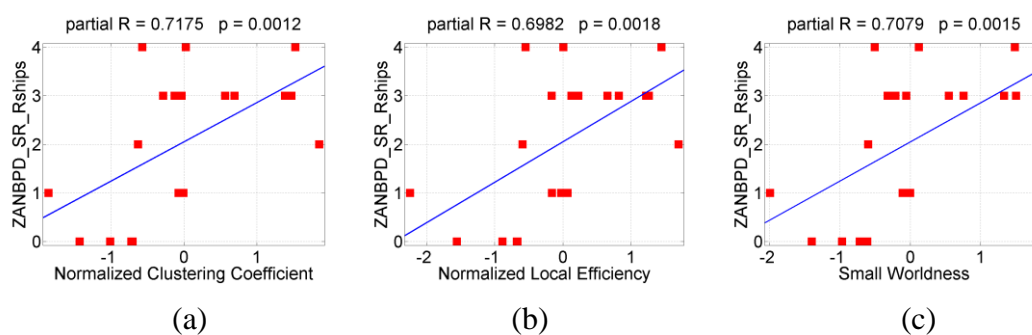 partial R = 0.7175 p = 0.0012
ZANBPD_SR_Rships
4
3
2
1
0
-1 0 1
Normalized Clustering Coefficient
(a)
partial R = 0.6982 p = 0.0018
ZANBPD_SR_Rships
4
3
2
1
0
-2 -1 0 1
Normalized Local Efficiency
(b)
partial R = 0.7079 p = 0.0015
ZANBPD_SR_Rships
4
3
2
1
0
-2 -1 0 1
Small Worldness
(c)